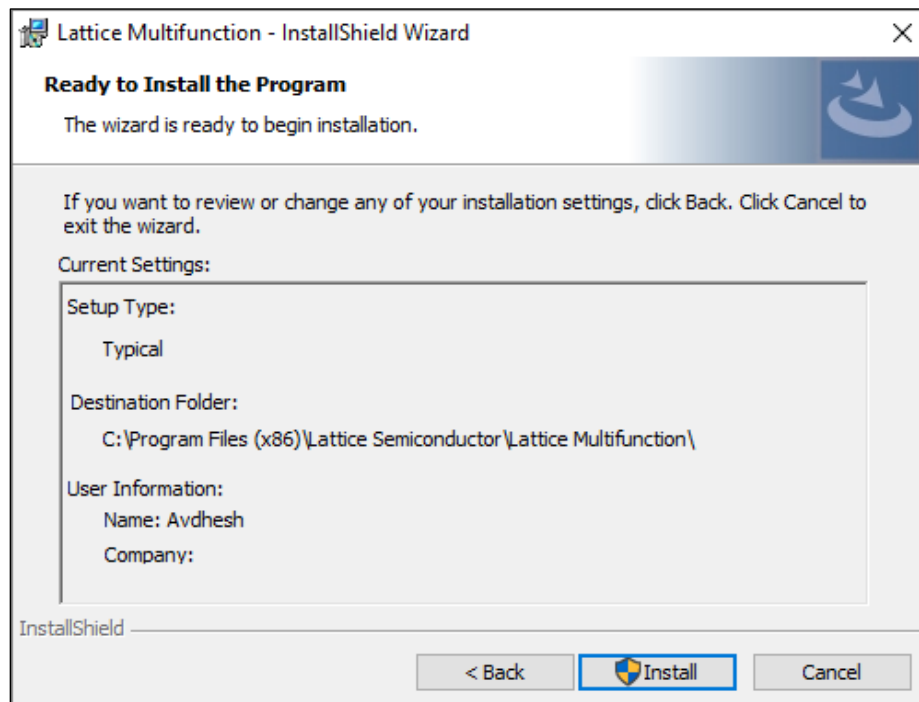 Lattice Multifunction - InstallShield Wizard
Ready to Install the Program
The wizard is ready to begin installation.
If you want to review or change any of your installation settings, click Back. Click Cancel to
exit the wizard.
Current Settings:
Setup Type:
Typical
Destination Folder:
C:\Program Files (x86)\Lattice Semiconductor\Lattice Multifunction\
User Information:
Name: Avdhesh
Company:
InstallShield
< Back
Install
Cancel